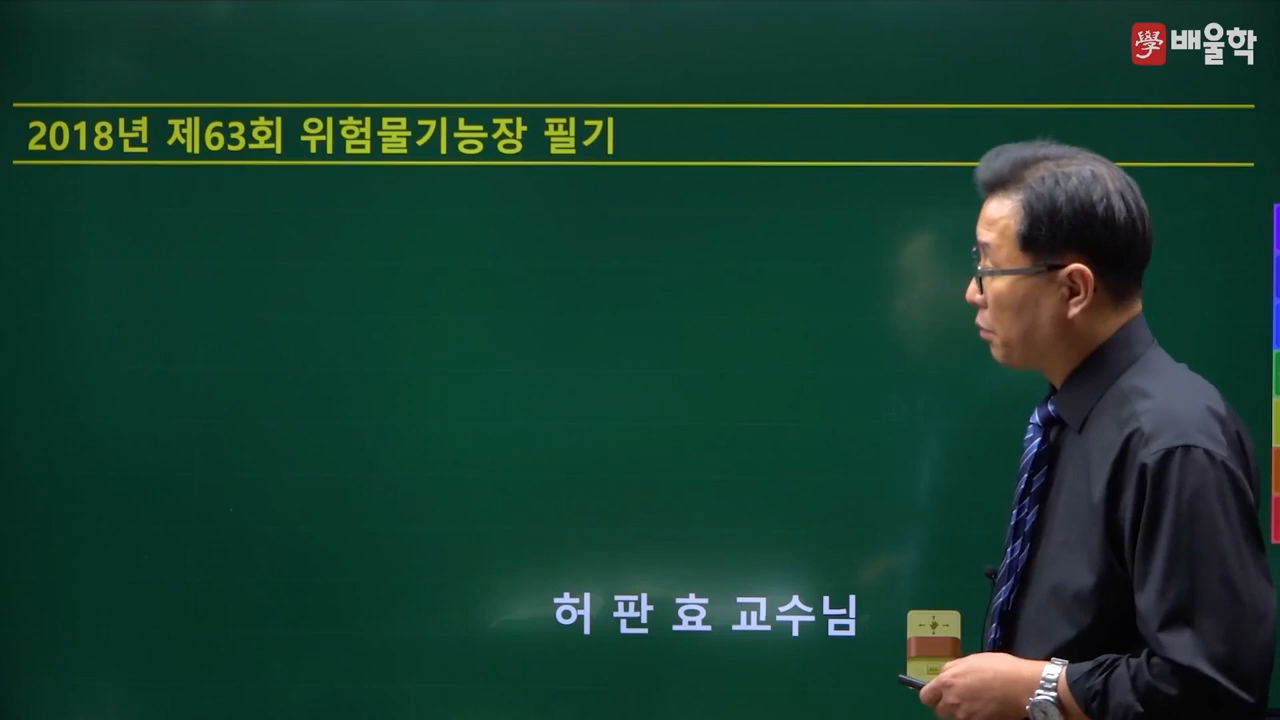 學 배울학
2018년 제63회 위험물기능장 필기
허 판 효 교수님